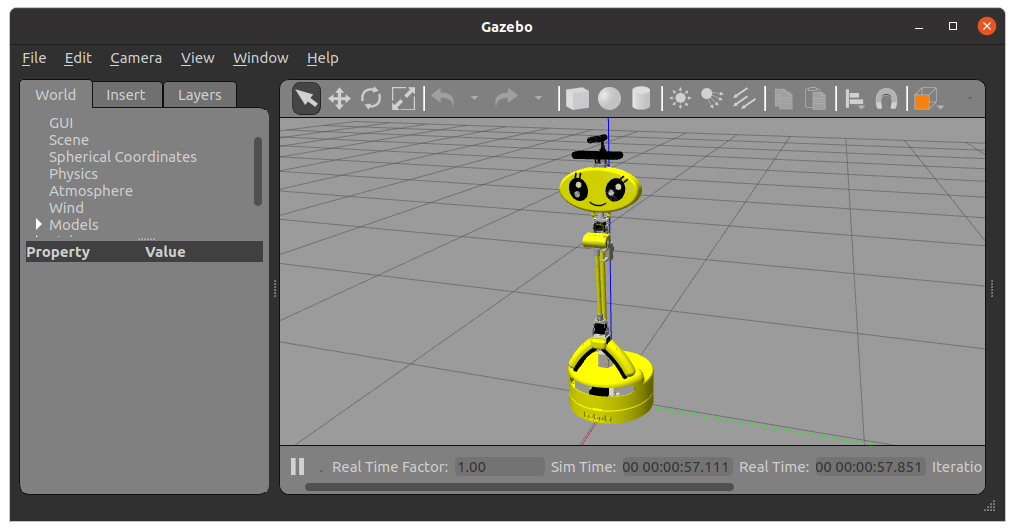 Gazebo
File Edit Camera View Window Help
World Insert Layers
GUI
Scene
Spherical Coordinates
Physics
Atmosphere
Wind
Models
Property Value
Real Time Factor: 1.00 Sim Time: 00 00:00:57.111 Real Time: 00 00:00:57.851 Iteratio